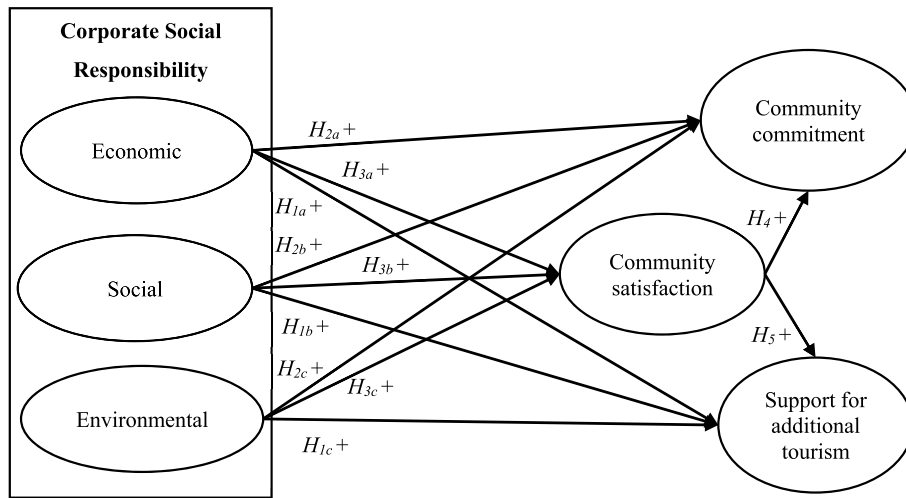 Corporate Social
Responsibility
Economic
Social
Environmental
H2a+
H3a+
H1a+
H2b+
H3b+
H1b+
H2c+
H3c+
H1c+
Community
satisfaction
H4+
H5+
Community
commitment
Support for
additional
tourism